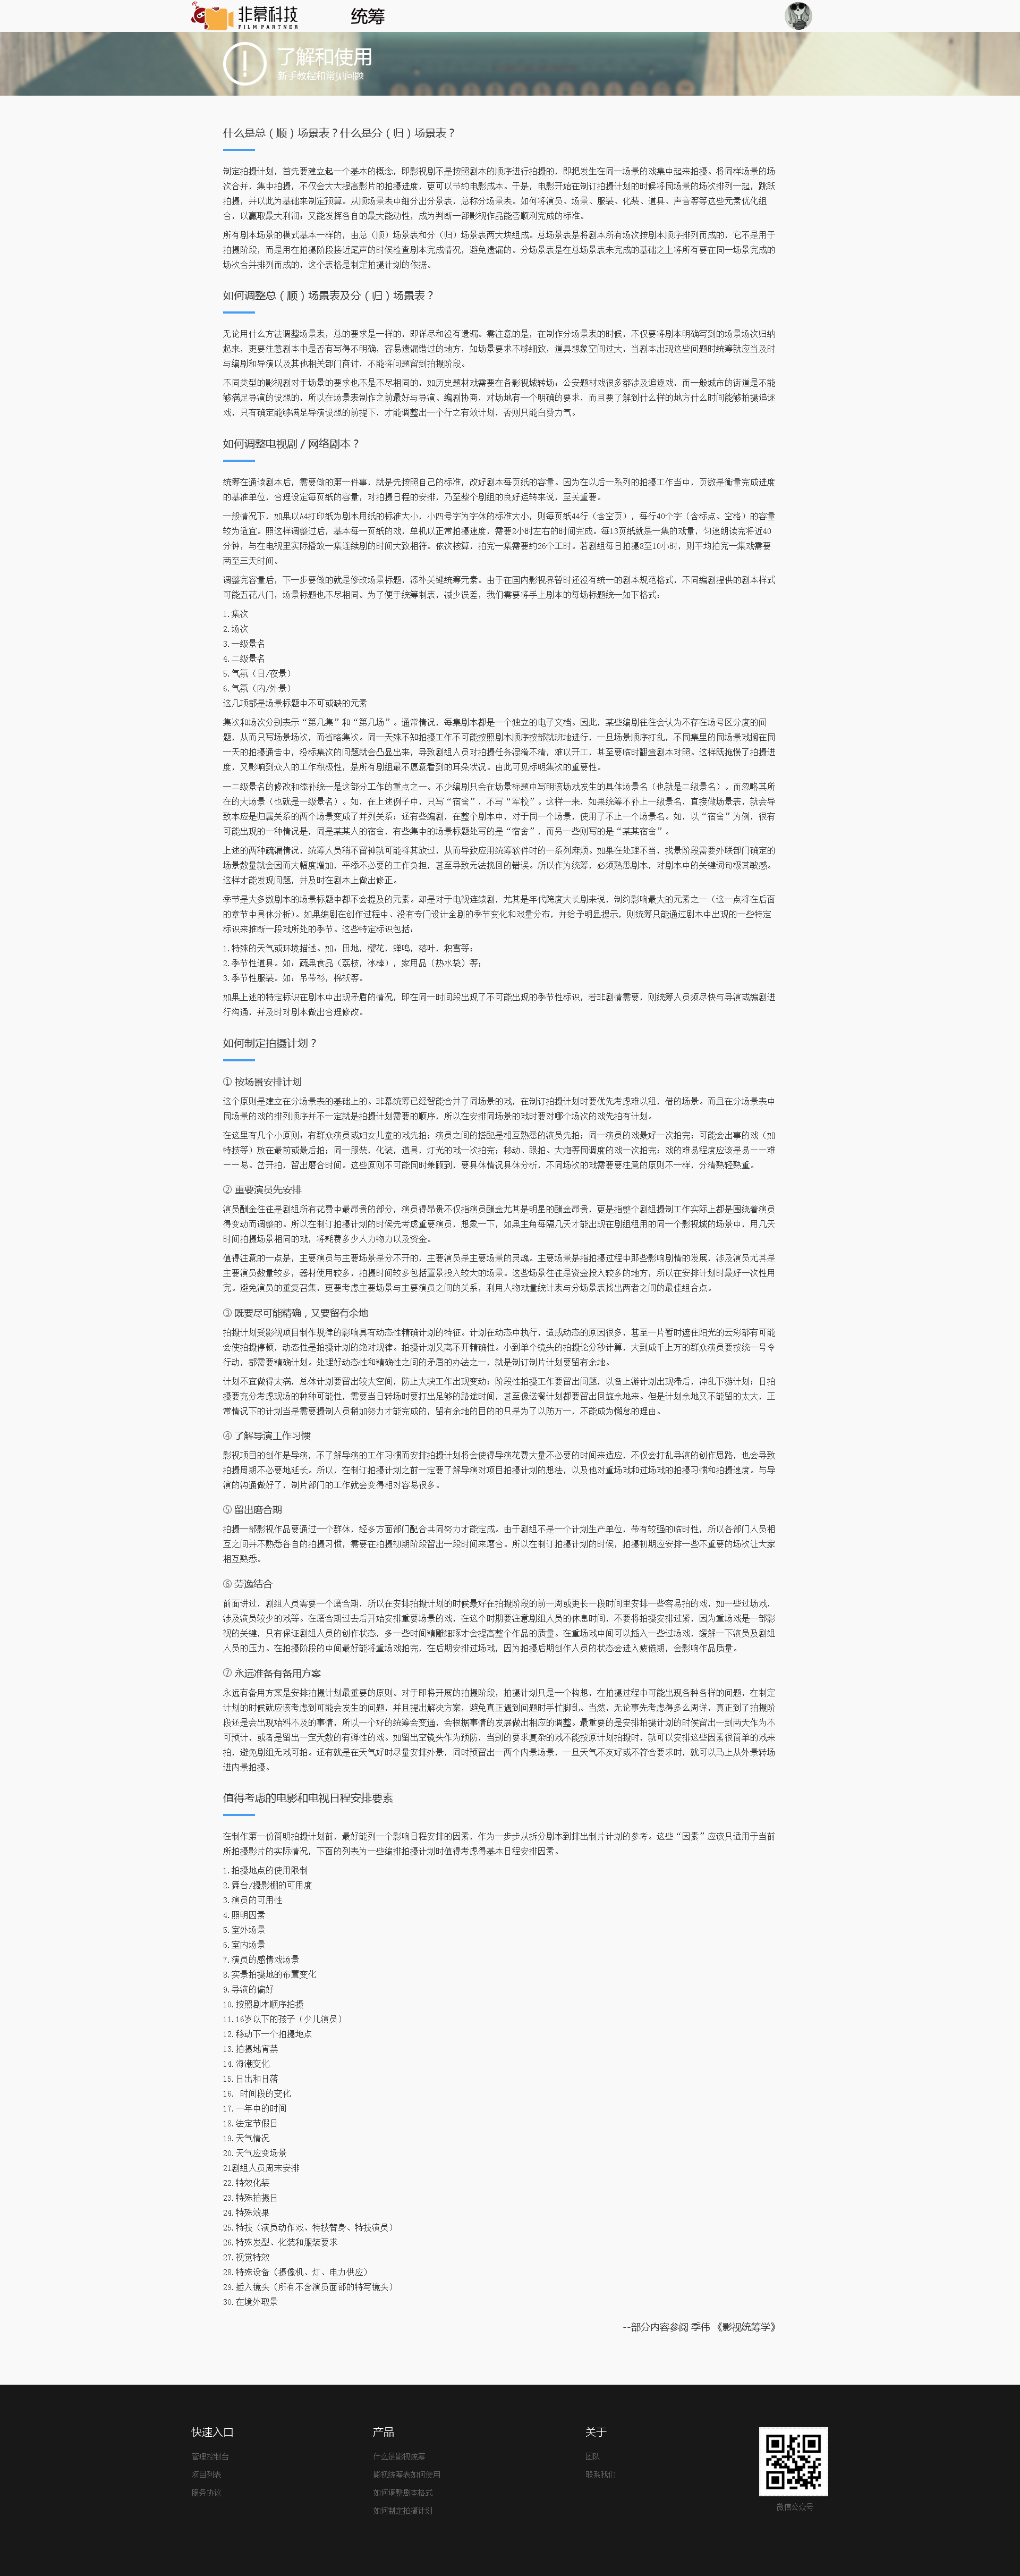 非幕科技
FILM PARTNER
统筹
了解和使用
新手教程和常见问题
什么是总（顺）场景表？什么是分（归）场景表？
制定拍摄计划，首先要建立起一个基本的概念，即影视剧不是按照剧本的顺序进行拍摄的，即把发生在同一场景的戏集中起来拍摄。将同样场景的场
次合并，集中拍摄，不仅会大大提高影片的拍摄进度，更可以节约电影成本。于是，电影开始在制订拍摄计划的时候将同场景的场次排列一起，跳跃
拍摄，并以此为基础来制定预算。从顺场景表中细分出分景表，总称分场景表。如何将演员、场景、服装、化装、道具、声音等等这些元素优化组
合，以赢取最大利润；又能发挥各自的最大能动性，成为判断一部影视作品能否顺利完成的标准。
所有剧本场景的模式基本一样的，由总（顺）场景表和分（归）场景表两大块组成。总场景表是将剧本所有场次按剧本顺序排列而成的，它不是用于
拍摄阶段，而是用在拍摄阶段接近尾声的时候检查剧本完成情况，避免遗漏的。分场景表是在总场景表未完成的基础之上将所有要在同一场景完成的
场次合并排列而成的，这个表格是制定拍摄计划的依据。
如何调整总（顺）场景表及分（归）场景表？
无论用什么方法调整场景表，总的要求是一样的，即详尽和没有遗漏。需注意的是，在制作分场景表的时候，不仅要将剧本明确写到的场景场次归纳
起来，更要注意剧本中是否有写得不明确，容易遗漏错过的地方，如场景要求不够细致，道具想象空间过大，当剧本出现这些问题时统筹就应当及时
与编剧和导演以及其他相关部门商讨，不能将问题留到拍摄阶段。
不同类型的影视剧对于场景的要求也不是不尽相同的，如历史题材戏需要在各影视城转场；公安题材戏很多都涉及追逐戏，而一般城市的街道是不能
够满足导演的设想的，所以在场景表制作之前最好与导演、编剧协商，对场地有一个明确的要求，而且要了解到什么样的地方什么时间能够拍摄追逐
戏，只有确定能够满足导演设想的前提下，才能调整出一个行之有效计划，否则只能白费力气。
如何调整电视剧 / 网络剧本？
统筹在通读剧本后，需要做的第一件事，就是先按照自己的标准，改好剧本每页纸的容量。因为在以后一系列的拍摄工作当中，页数是衡量完成进度
的基准单位，合理设定每页纸的容量，对拍摄日程的安排，乃至整个剧组的良好运转来说，至关重要。
一般情况下，如果以A4打印纸为剧本用纸的标准大小，小四号字为字体的标准大小，则每页纸44行（含空页），每行40个字（含标点、空格）的容量
较为适宜。照这样调整过后，基本每一页纸的戏，单机以正常拍摄速度，需要2小时左右的时间完成。每13页纸就是一集的戏量，匀速朗读完将近40
分钟，与在电视里实际播放一集连续剧的时间大致相符。依次核算，拍完一集需要约26个工时。若剧组每日拍摄8至10小时，则平均拍完一集戏需要
两至三天时间。
调整完容量后，下一步要做的就是修改场景标题，添补关键统筹元素。由于在国内影视界暂时还没有统一的剧本规范格式，不同编剧提供的剧本样式
可能五花八门，场景标题也不尽相同。为了便于统筹制表，减少误差，我们需要将手上剧本的每场标题统一如下格式：
1.集次
2.场次
3.一级景名
4.二级景名
5.气氛（日/夜景）
6.气氛（内/外景）
这几项都是场景标题中不可或缺的元素
集次和场次分别表示“第几集”和“第几场”。通常情况，每集剧本都是一个独立的电子文档。因此，某些编剧往往会认为不存在场号区分度的问
题，从而只写场景场次，而省略集次。同一天殊不知拍摄工作不可能按照剧本顺序按部就班地进行，一旦场景顺序打乱，不同集里的同场景戏搁在同
一天的拍摄通告中，没标集次的问题就会凸显出来，导致剧组人员对拍摄任务混淆不清，难以开工，甚至要临时翻查剧本对照。这样既拖慢了拍摄进
度，又影响到众人的工作积极性，是所有剧组最不愿意看到的耳朵状况。由此可见标明集次的重要性。
一二级景名的修改和添补统一是这部分工作的重点之一。不少编剧只会在场景标题中写明该场戏发生的具体场景名（也就是二级景名）。而忽略其所
在的大场景（也就是一级景名）。如，在上述例子中，只写“宿舍”，不写“军校”。这样一来，如果统筹不补上一级景名，直接做场景表，就会导
致本应是归属关系的两个场景变成了并列关系；还有些编剧，在整个剧本中，对于同一个场景，使用了不止一个场景名。如，以“宿舍”为例，很有
可能出现的一种情况是，同是某某人的宿舍，有些集中的场景标题处写的是“宿舍”，而另一些则写的是“某某宿舍”。
上述的两种疏漏情况，统筹人员稍不留神就可能将其放过，从而导致应用统筹软件时的一系列麻烦。如果在处理不当，找景阶段需要外联部门确定的
场景数量就会因而大幅度增加，平添不必要的工作负担，甚至导致无法挽回的错误。所以作为统筹，必须熟悉剧本，对剧本中的关键词句极其敏感。
这样才能发现问题，并及时在剧本上做出修正。
季节是大多数剧本的场景标题中都不会提及的元素。却是对于电视连续剧，尤其是年代跨度大长剧来说，制约影响最大的元素之一（这一点将在后面
的章节中具体分析）。如果编剧在创作过程中、没有专门设计全剧的季节变化和戏量分布，并给予明显提示，则统筹只能通过剧本中出现的一些特定
标识来推断一段戏所处的季节。这些特定标识包括：
1.特殊的天气或环境描述。如：田地，樱花，蝉鸣，落叶，积雪等；
2.季节性道具。如：蔬果食品（荔枝，冰棒），家用品（热水袋）等；
3.季节性服装。如：吊带衫，棉袄等。
如果上述的特定标识在剧本中出现矛盾的情况，即在同一时间段出现了不可能出现的季节性标识，若非剧情需要，则统筹人员须尽快与导演或编剧进
行沟通，并及时对剧本做出合理修改。
如何制定拍摄计划？
① 按场景安排计划
这个原则是建立在分场景表的基础上的。非幕统筹已经智能合并了同场景的戏，在制订拍摄计划时要优先考虑难以租，借的场景。而且在分场景表中
同场景的戏的排列顺序并不一定就是拍摄计划需要的顺序，所以在安排同场景的戏时要对哪个场次的戏先拍有计划。
在这里有几个小原则：有群众演员或妇女儿童的戏先拍；演员之间的搭配是相互熟悉的演员先拍；同一演员的戏最好一次拍完；可能会出事的戏（如
特技等）放在最前或最后拍；同一服装，化装，道具，灯光的戏一次拍完；移动、跟拍、大炮等同调度的戏一次拍完；戏的难易程度应该是易——难
——易。岔开拍，留出磨合时间。这些原则不可能同时兼顾到，要具体情况具体分析，不同场次的戏需要要注意的原则不一样，分清熟轻熟重。
② 重要演员先安排
演员酬金往往是剧组所有花费中最昂贵的部分，演员得昂贵不仅指演员酬金尤其是明星的酬金昂贵，更是指整个剧组摄制工作实际上都是围绕着演员
得变动而调整的。所以在制订拍摄计划的时候先考虑重要演员，想象一下，如果主角每隔几天才能出现在剧组租用的同一个影视城的场景中，用几天
时间拍摄场景相同的戏，将耗费多少人力物力以及资金。
值得注意的一点是，主要演员与主要场景是分不开的，主要演员是主要场景的灵魂。主要场景是指拍摄过程中那些影响剧情的发展，涉及演员尤其是
主要演员数量较多，器材使用较多，拍摄时间较多包括置景投入较大的场景。这些场景往往是资金投入较多的地方，所以在安排计划时最好一次性用
完。避免演员的重复召集，更要考虑主要场景与主要演员之间的关系，利用人物戏量统计表与分场景表找出两者之间的最佳组合点。
③ 既要尽可能精确，又要留有余地
拍摄计划受影视项目制作规律的影响具有动态性精确计划的特征。计划在动态中执行，造成动态的原因很多，甚至一片暂时遮住阳光的云彩都有可能
会使拍摄停顿，动态性是拍摄计划的绝对规律。拍摄计划又离不开精确性。小到单个镜头的拍摄论分秒计算，大到成千上万的群众演员要按统一号令
行动，都需要精确计划。处理好动态性和精确性之间的矛盾的办法之一，就是制订制片计划要留有余地。
计划不宜做得太满，总体计划要留出较大空间，防止大块工作出现变动；阶段性拍摄工作要留出问题，以备上游计划出现滞后，冲乱下游计划；日拍
摄要充分考虑现场的种种可能性，需要当日转场时要打出足够的路途时间，甚至像送餐计划都要留出回旋余地来。但是计划余地又不能留的太大，正
常情况下的计划当是需要摄制人员稍加努力才能完成的，留有余地的目的的只是为了以防万一，不能成为懈怠的理由。
④ 了解导演工作习惯
影视项目的创作是导演，不了解导演的工作习惯而安排拍摄计划将会使得导演花费大量不必要的时间来适应，不仅会打乱导演的创作思路，也会导致
拍摄周期不必要地延长。所以，在制订拍摄计划之前一定要了解导演对项目拍摄计划的想法，以及他对重场戏和过场戏的拍摄习惯和拍摄速度。与导
演的沟通做好了，制片部门的工作就会变得相对容易很多。
⑤ 留出磨合期
拍摄一部影视作品要通过一个群体，经多方面部门配合共同努力才能定成。由于剧组不是一个计划生产单位，带有较强的临时性，所以各部门人员相
互之间并不熟悉各自的拍摄习惯，需要在拍摄初期阶段留出一段时间来磨合。所以在制订拍摄计划的时候，拍摄初期应安排一些不重要的场次让大家
相互熟悉。
⑥ 劳逸结合
前面讲过，剧组人员需要一个磨合期，所以在安排拍摄计划的时候最好在拍摄阶段的前一周或更长一段时间里安排一些容易拍的戏，如一些过场戏，
涉及演员较少的戏等。在磨合期过去后开始安排重要场景的戏，在这个时期要注意剧组人员的休息时间，不要将拍摄安排过紧，因为重场戏是一部影
视的关键，只有保证剧组人员的创作状态，多一些时间精雕细琢才会提高整个作品的质量。在重场戏中间可以插入一些过场戏，缓解一下演员及剧组
人员的压力。在拍摄阶段的中间最好能将重场戏拍完，在后期安排过场戏，因为拍摄后期创作人员的状态会进入疲倦期，会影响作品质量。
⑦ 永远准备有备用方案
永远有备用方案是安排拍摄计划最重要的原则。对于即将开展的拍摄阶段，拍摄计划只是一个构想，在拍摄过程中可能出现各种各样的问题，在制定
计划的时候就应该考虑到可能会发生的问题，并且提出解决方案，避免真正遇到问题时手忙脚乱。当然，无论事先考虑得多么周详，真正到了拍摄阶
段还是会出现始料不及的事情，所以一个好的统筹会变通，会根据事情的发展做出相应的调整。最重要的是安排拍摄计划的时候留出一到两天作为不
可预计，或者是留出一定天数的有弹性的戏。如留出空镜头作为预防，当别的要求复杂的戏不能按原计划拍摄时，就可以安排这些因素很简单的戏来
拍，避免剧组无戏可拍。还有就是在天气好时尽量安排外景，同时预留出一两个内景场景，一旦天气不友好或不符合要求时，就可以马上从外景转场
进内景拍摄。
值得考虑的电影和电视日程安排要素
在制作第一份简明拍摄计划前，最好能列一个影响日程安排的因素，作为一步步从拆分剧本到排出制片计划的参考。这些“因素”应该只适用于当前
所拍摄影片的实际情况，下面的列表为一些编排拍摄计划时值得考虑得基本日程安排因素。
1.拍摄地点的使用限制
2.舞台/摄影棚的可用度
3.演员的可用性
4.照明因素
5.室外场景
6.室内场景
7.演员的感情戏场景
8.实景拍摄地的布置变化
9.导演的偏好
10.按照剧本顺序拍摄
11.16岁以下的孩子（少儿演员）
12.移动下一个拍摄地点
13.拍摄地宵禁
14.海潮变化
15.日出和日落
16. 时间段的变化
17.一年中的时间
18.法定节假日
19.天气情况
20.天气应变场景
21剧组人员周末安排
22.特效化装
23.特殊拍摄日
24.特殊效果
25.特技（演员动作戏、特技替身、特技演员）
26.特殊发型、化装和服装要求
27.视觉特效
28.特殊设备（摄像机、灯、电力供应）
29.插入镜头（所有不含演员面部的特写镜头）
30.在境外取景
--部分内容参阅 季伟 《影视统筹学》
快速入口
管理控制台
项目列表
服务协议
产品
什么是影视统筹
影视统筹表如何使用
如何调整剧本格式
如何制定拍摄计划
关于
团队
联系我们
微信公众号